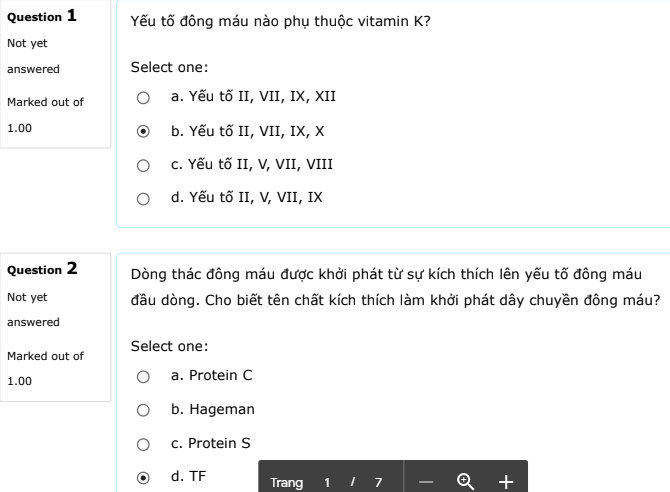 Question 1
Not yet
answered
Marked out of
1.00
Yếu tố đông máu nào phụ thuộc vitamin K?
Select one:
a. Yếu tố II, VII, IX, XII
b. Yếu tố II, VII, IX, X
c. Yếu tố II, V, VII, VIII
d. Yếu tố II, V, VII, IX
Question 2
Not yet
answered
Marked out of
1.00
Dòng thác đông máu được khởi phát từ sự kích thích lên yếu tố đông máu
đầu dòng. Cho biết tên chất kích thích làm khởi phát dây chuyền đông máu?
Select one:
a. Protein C
b. Hageman
c. Protein S
d. TF
Trang 1 / 7